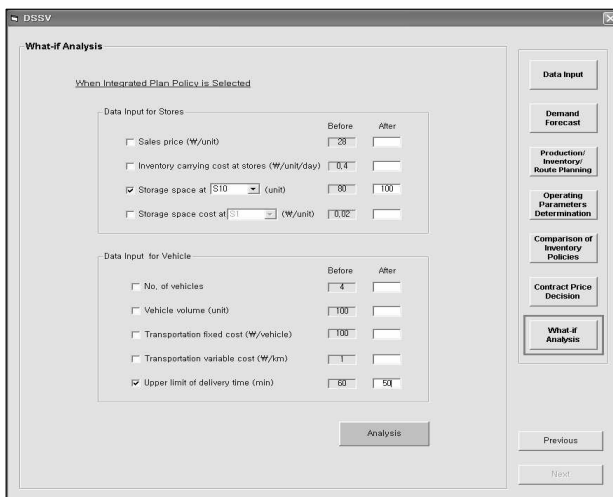 DSSV
What-if Analysis
When Integrated Plan Policy is Selected
Data Input for Stores
Before After
Sales price (₩/unit) 28
Inventory carrying cost at stores (₩/unit/day) 0,4
Storage space at S10 (unit) 80 100
Storage space cost at S1 (₩/unit) 0,02
Data Input for Vehicle
Before After
No, of vehicles 4
Vehicle volume (unit) 100
Transportation fixed cost (₩/vehicle) 100
Transportation variable cost (₩/km) 1
Upper limit of delivery time (min) 60 50
Analysis
Data Input
Demand
Forecast
Production/
Inventory/
Route Planning
Operating
Parameters
Determination
Comparison of
Inventory
Policies
Contract Price
Decision
What-if
Analysis
Previous
Next